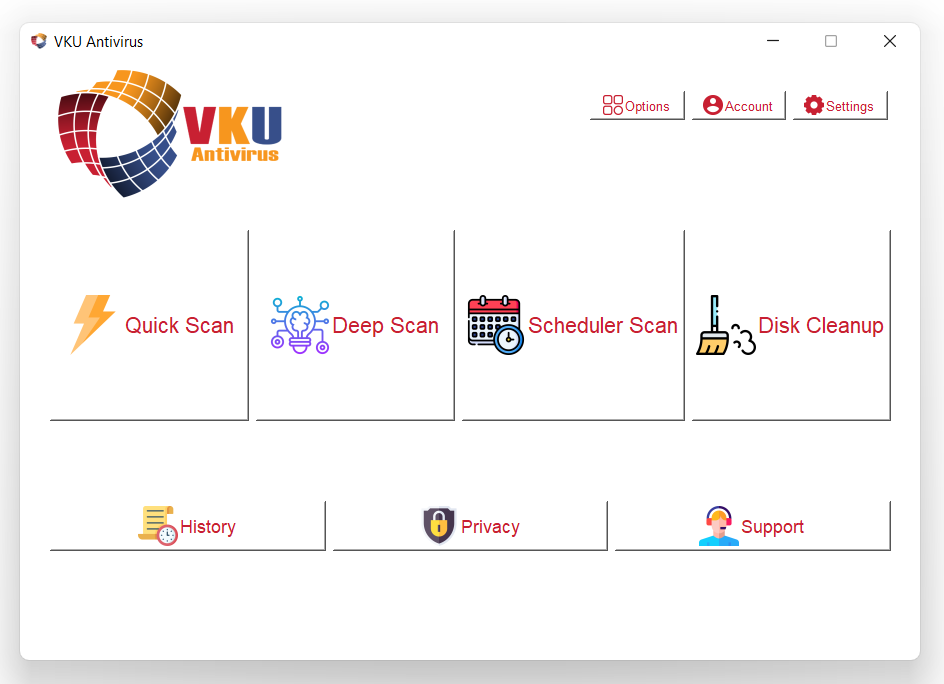 VKU Antivirus
VKU
Antivirus
Options
Account
Settings
Quick Scan
Deep Scan
Scheduler Scan
Disk Cleanup
History
Privacy
Support